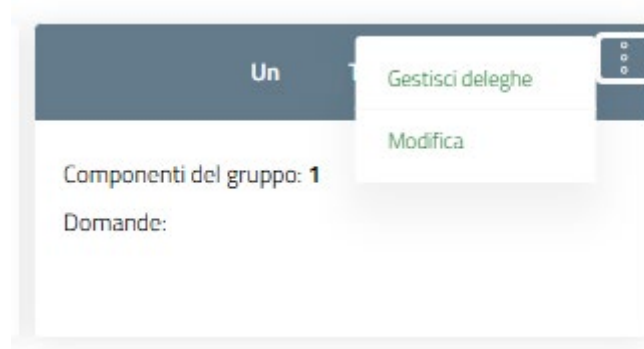 Un
Gestisci deleghe
Modifica
Componenti del gruppo: 1
Domande: